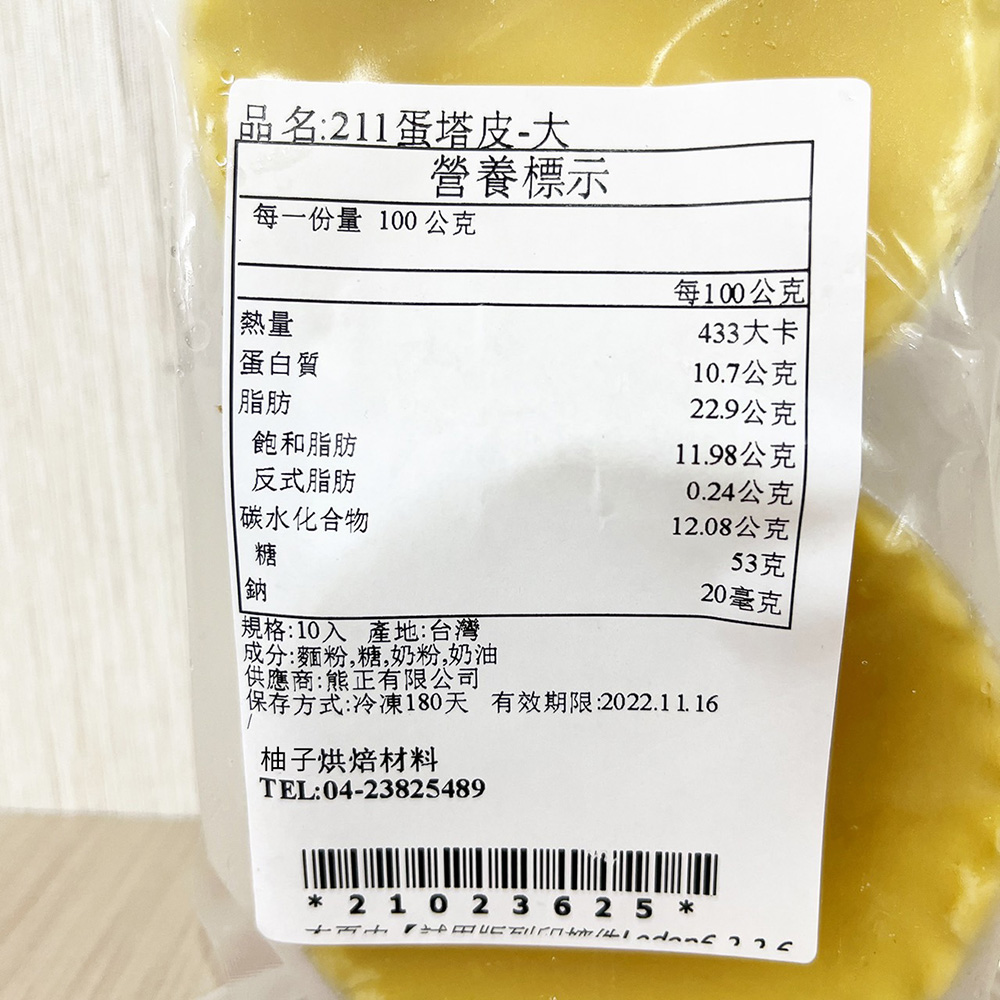 品名:211蛋塔皮-大
營養標示
每一份量 100公克
每100公克
熱量 433大卡
蛋白質 10.7公克
脂肪 22.9公克
飽和脂肪 11.98公克
反式脂肪 0.24公克
碳水化合物 12.08公克
糖 53克
鈉 20毫克
規格:10入 產地:台灣
成分:麵粉,糖,奶粉,奶油
供應商:熊正有限公司
保存方式:冷凍180天 有效期限:2022.11.16
/
柚子烘焙材料
TEL:04-23825489
*21023625*